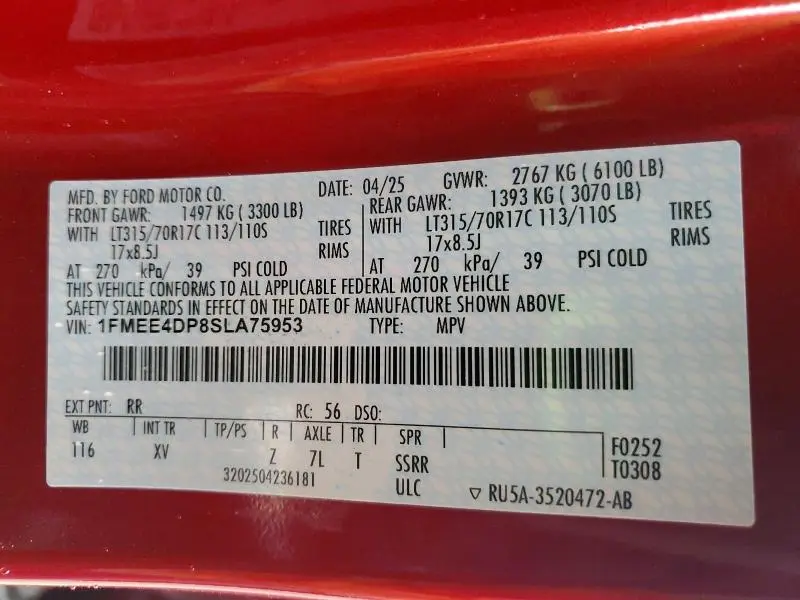 MFD. BY FORD MOTOR CO. DATE: 04/25 GVWR: 2767 KG ( 6100 LB)
FRONT GAWR: 1497 KG ( 3300 LB) REAR GAWR: 1393 KG ( 3070 LB)
WITH LT315/70R17C 113/110S TIRES WITH LT315/70R17C 113/110S TIRES
17x8.5J RIMS 17x8.5J RIMS
AT 270 kPa/ 39 PSI COLD AT 270 kPa/ 39 PSI COLD
THIS VEHICLE CONFORMS TO ALL APPLICABLE FEDERAL MOTOR VEHICLE
SAFETY STANDARDS IN EFFECT ON THE DATE OF MANUFACTURE SHOWN ABOVE.
VIN: 1FMEE4DP8SLA75953 TYPE: MPV
EXT PNT: RR RC: 56 DSO:
WB INT TR TP/PS R AXLE TR SPR F0252
116 XV Z 7L T SSRR T0308
3202504236181 ULC ▽ RU5A-3520472-AB